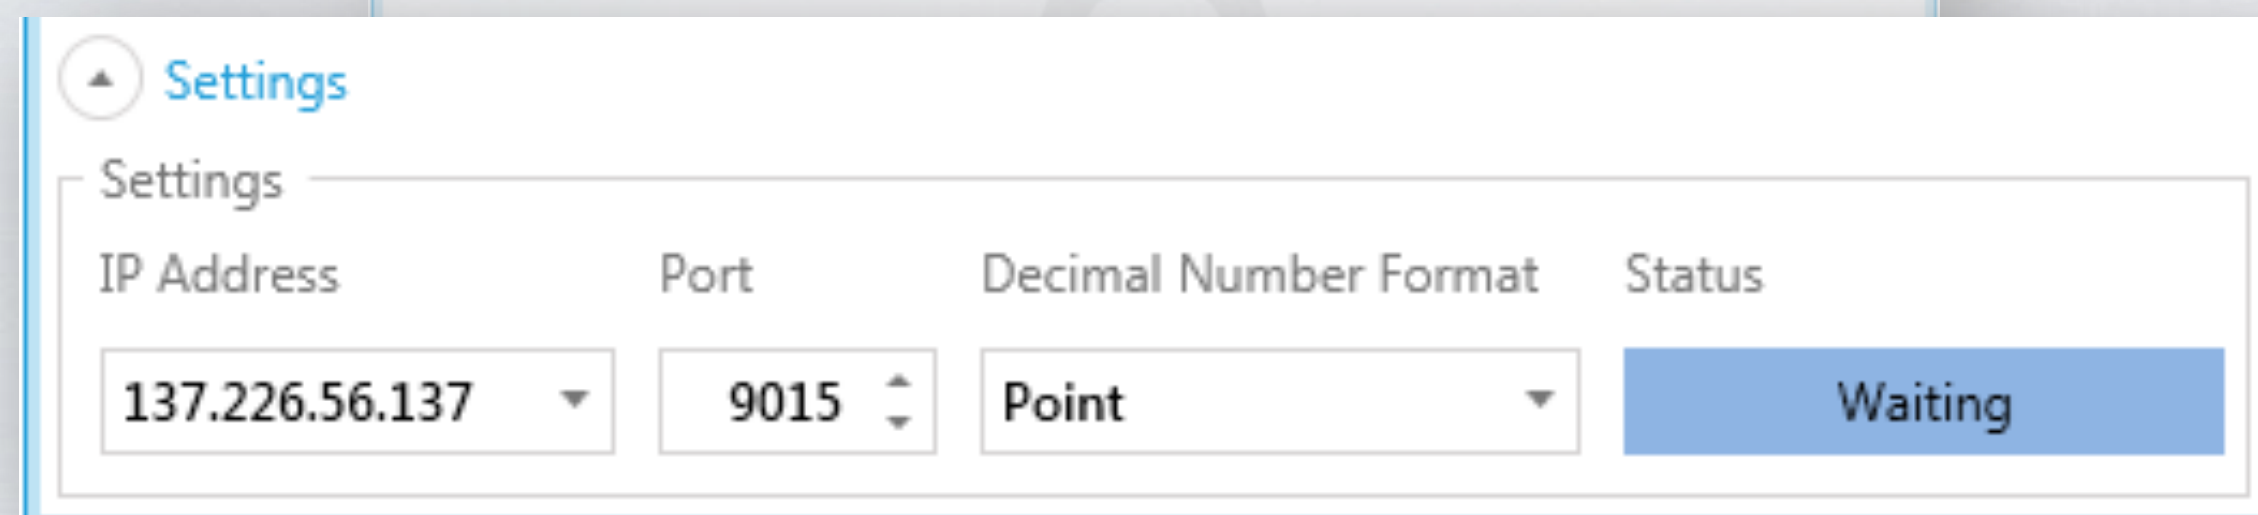 Settings
Settings
IP Address Port Decimal Number Format Status
137.226.56.137 9015 Point Waiting